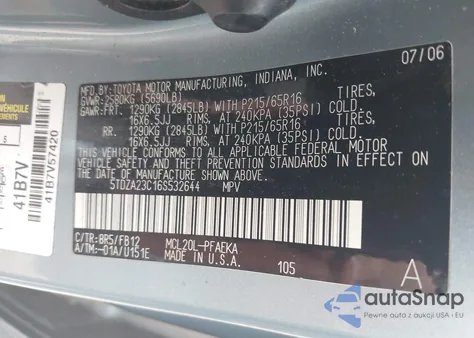 07/06
MFD. BY: TOYOTA MOTOR MANUFACTURING, INDIANA, INC.
GVWR: 2580KG (5690LB)
GAWR: FRT. 1290KG (2845LB) WITH P215/65R16 TIRES,
16X6.5JJ RIMS, AT 240KPA (35PSI) COLD.
RR. 1290KG (2845LB) WITH P215/65R16 TIRES,
16X6.5JJ RIMS, AT 240KPA (35PSI) COLD.
THIS VEHICLE CONFORMS TO ALL APPLICABLE FEDERAL MOTOR
VEHICLE SAFETY STANDARDS IN EFFECT ON
THE DATE OF MANUFACTURE SHOWN ABOVE.
5TDZA23C16S532644 MPV
C/TR: 8R5/FB12 MCL20L-PFAEKA
A/TM: -01A/U151E MADE IN U.S.A. 105
A
VEHICULE
41B7V
41B7V57420
autoSnap
Pewne auta z aukcji USA i EU